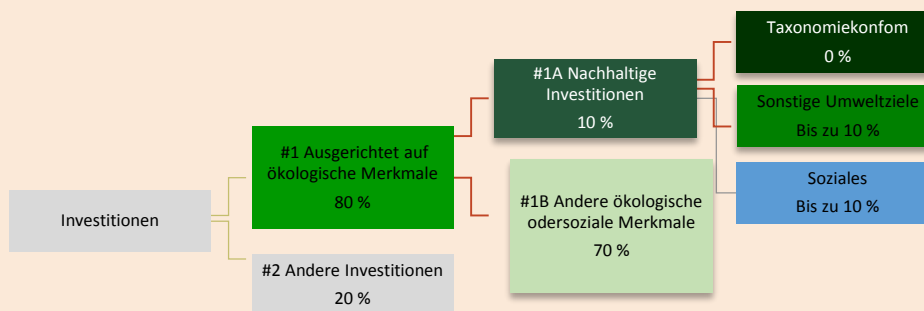 Investitionen
#1 Ausgerichtet auf
ökologische Merkmale
80 %
#2 Andere Investitionen
20 %
#1A Nachhaltige
Investitionen
10 %
#1B Andere ökologische
odersoziale Merkmale
70 %
Taxonomiekonfom
0 %
Sonstige Umweltziele
Bis zu 10 %
Soziales
Bis zu 10 %